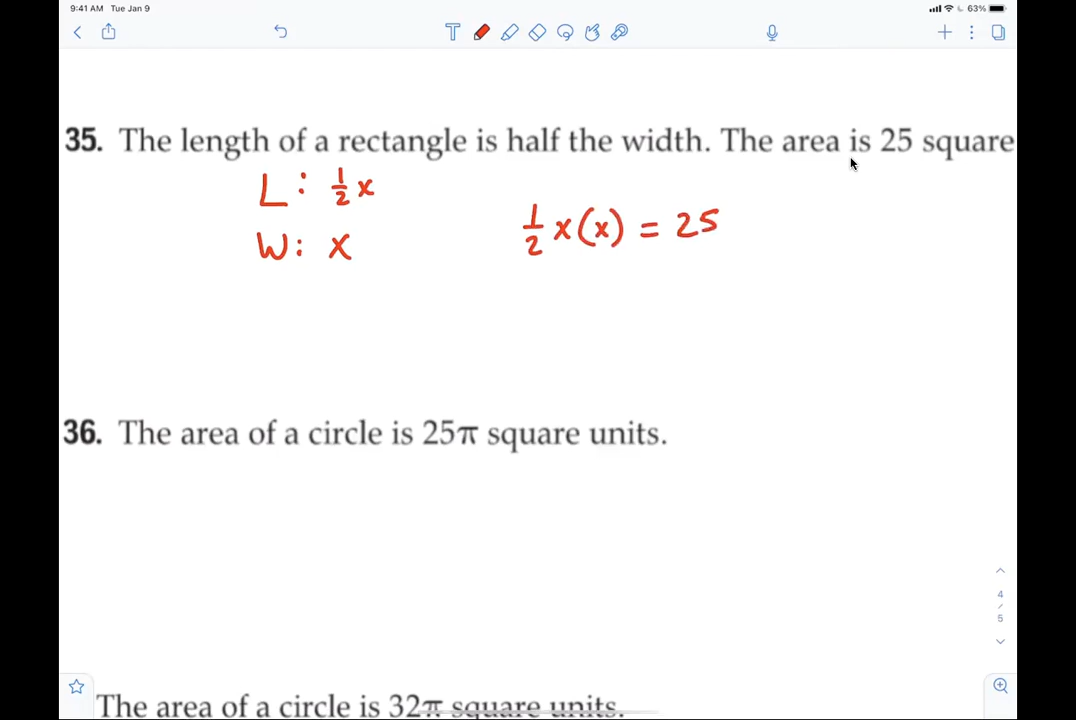 9:41 AM Tue Jan 9
63%
T
35. The length of a rectangle is half the width. The area is 25 square
L: 1/2 x
W: x
1/2 x(x) = 25
36. The area of a circle is 25π square units.
4
/
5
The area of a circle is 32π square units.